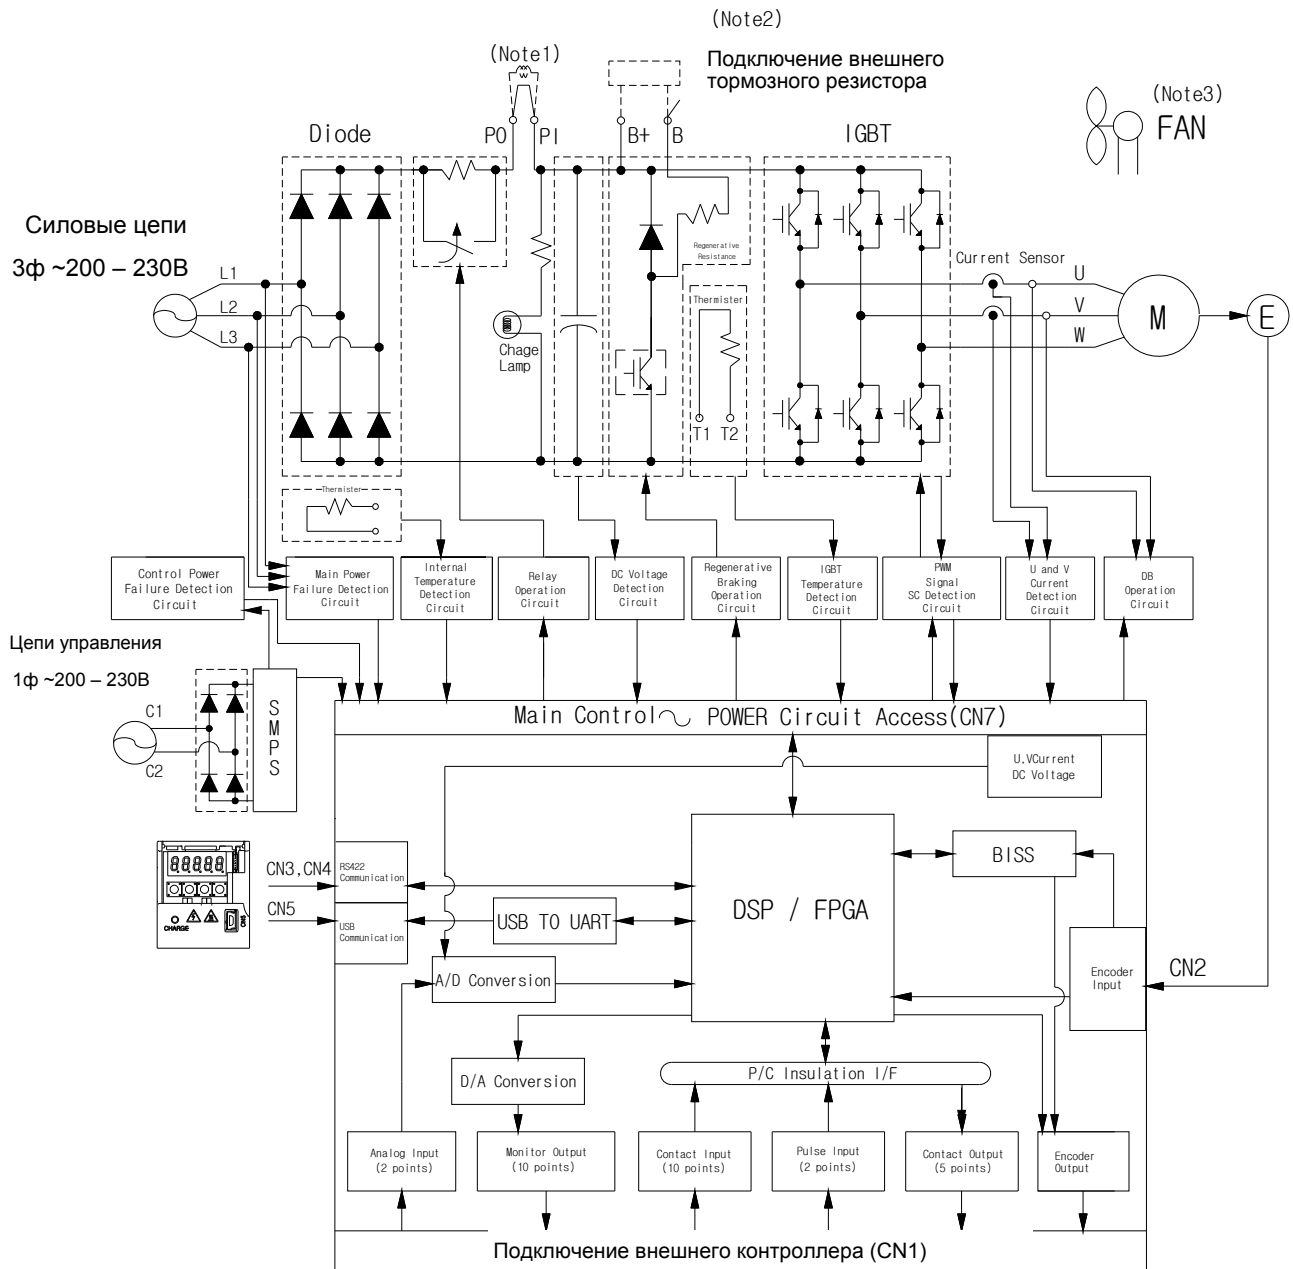 (Note2)
(Note1)
Подключение внешнего
тормозного резистора
(Note3)
FAN
Diode
PO
PI
B+
B
IGBT
Силовые цепи
3ф ~200 – 230В
L1
L2
L3
Regenerative
Resistance
Current Sensor
U
V
W
M
E
Thermister
Chage
Lamp
T1
T2
Thermister
Control Power
Failure Detection
Circuit
Main Power
Failure Detection
Circuit
Internal
Temperature
Detection
Circuit
Relay
Operation
Circuit
DC Voltage
Detection
Circuit
Regenerative
Braking
Operation
Circuit
IGBT
Temperature
Detection
Circuit
PWM
Signal
SC Detection
Circuit
U and V
Current
Detection
Circuit
DB
Operation
Circuit
Цепи управления
1ф ~200 – 230В
C1
C2
SMPS
Main Control POWER Circuit Access(CN7)
U,VCurrent
DC Voltage
88888
CHARGE
CN5
CN3,CN4
CN5
RS422
Communication
USB
Communication
USB TO UART
DSP / FPGA
BISS
A/D Conversion
Encoder
Input
CN2
D/A Conversion
P/C Insulation I/F
Analog Input
(2 points)
Monitor Output
(10 points)
Contact Input
(10 points)
Pulse Input
(2 points)
Contact Output
(5 points)
Encoder
Output
Подключение внешнего контроллера (CN1)